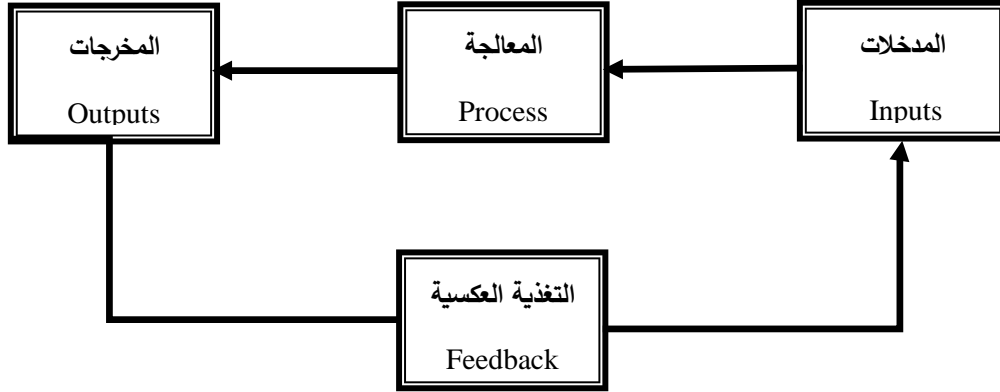 المدخلات
Inputs
المعالجة
Process
المخرجات
Outputs
التغذية العكسية
Feedback